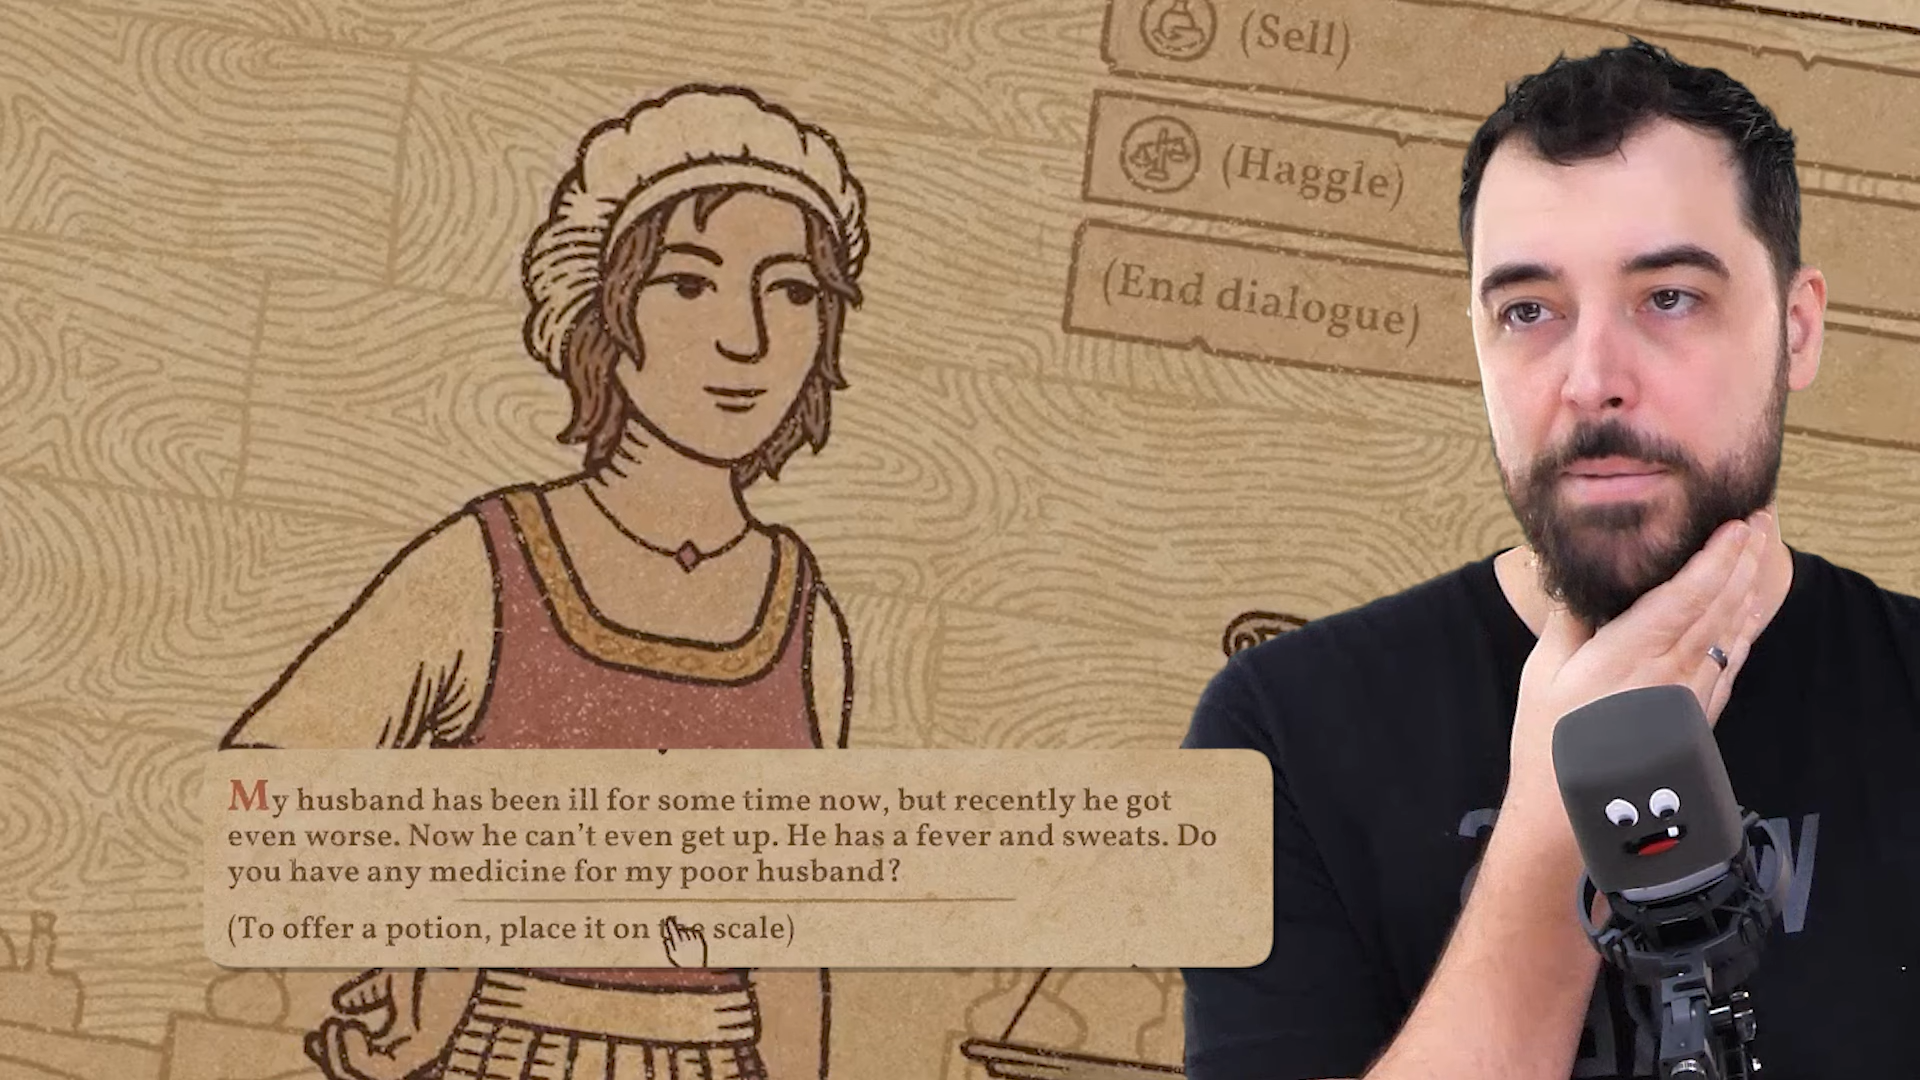 (Sell)
(Haggle)
(End dialogue)
My husband has been ill for some time now, but recently he got
even worse. Now he can't even get up. He has a fever and sweats. Do
you have any medicine for my poor husband?
(To offer a potion, place it on the scale)